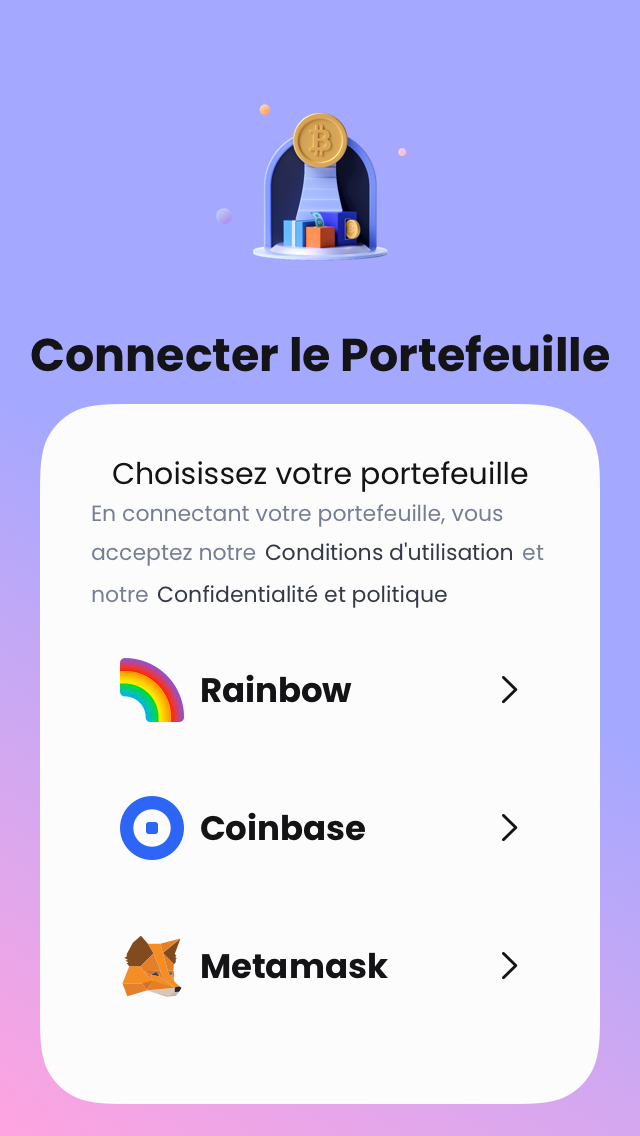 Connecter le Portefeuille
Choisissez votre portefeuille
En connectant votre portefeuille, vous
acceptez notre Conditions d'utilisation et
notre Confidentialité et politique
Rainbow
Coinbase
Metamask